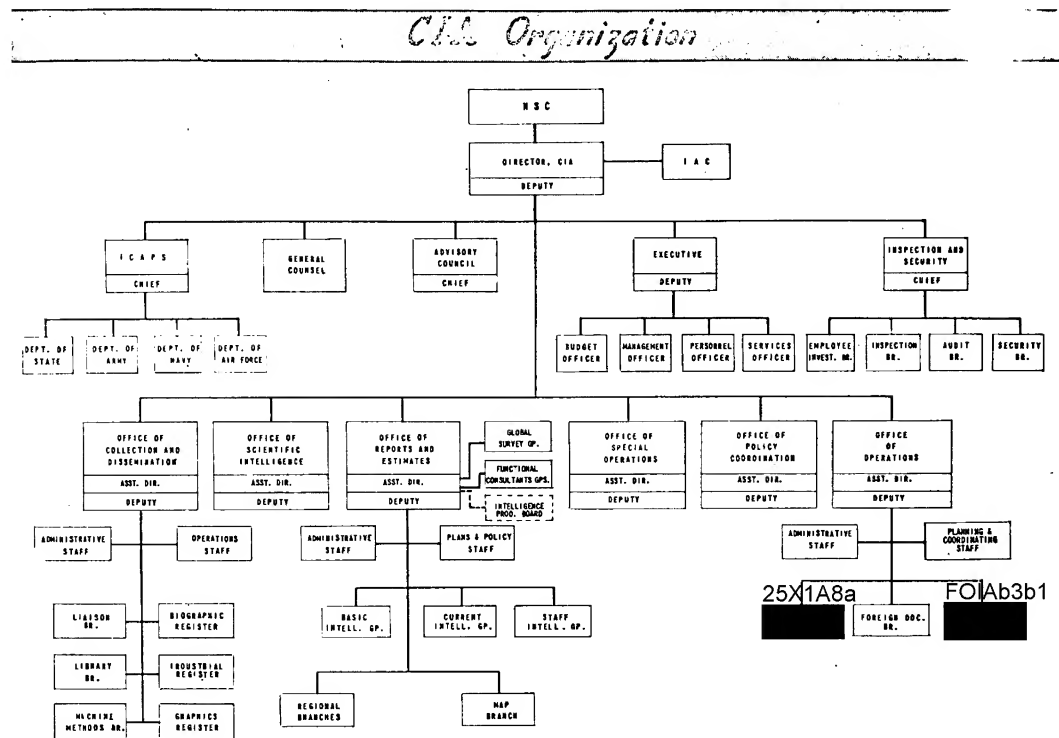 C.I.A. Organization
NSC
DIRECTOR, CIA
DEPUTY
IAC
ICAPS
CHIEF
GENERAL
COUNSEL
ADVISORY
COUNCIL
CHIEF
EXECUTIVE
DEPUTY
INSPECTION AND
SECURITY
CHIEF
DEPT. OF
STATE
DEPT. OF
ARMY
DEPT. OF
NAVY
DEPT. OF
AIR FORCE
BUDGET
OFFICER
MANAGEMENT
OFFICER
PERSONNEL
OFFICER
SERVICES
OFFICER
EMPLOYEE
INVEST. BR.
INSPECTION
BR.
AUDIT
BR.
SECURITY
BR.
OFFICE OF
COLLECTION AND
DISSEMINATION
ASST. DIR.
DEPUTY
OFFICE OF
SCIENTIFIC
INTELLIGENCE
ASST. DIR.
DEPUTY
OFFICE OF
REPORTS AND
ESTIMATES
ASST. DIR.
DEPUTY
GLOBAL
SURVEY GP.
FUNCTIONAL
CONSULTANTS GPS.
INTELLIGENCE
PROD. BOARD
OFFICE OF
SPECIAL
OPERATIONS
ASST. DIR.
DEPUTY
OFFICE OF
POLICY
COORDINATION
ASST. DIR.
DEPUTY
OFFICE
OF
OPERATIONS
ASST. DIR.
DEPUTY
ADMINISTRATIVE
STAFF
OPERATIONS
STAFF
ADMINISTRATIVE
STAFF
PLANS & POLICY
STAFF
ADMINISTRATIVE
STAFF
PLANNING &
COORDINATING
STAFF
LIAISON
BR.
BIOGRAPHIC
REGISTER
BASIC
INTELL. GP.
CURRENT
INTELL. GP.
STAFF
INTELL. GP.
25X1A8a
FOREIGN DOC.
BR.
FOIAb3b1
LIBRARY
BR.
INDUSTRIAL
REGISTER
MACHINE
METHODS BR.
GRAPHICS
REGISTER
REGIONAL
BRANCHES
MAP
BRANCH